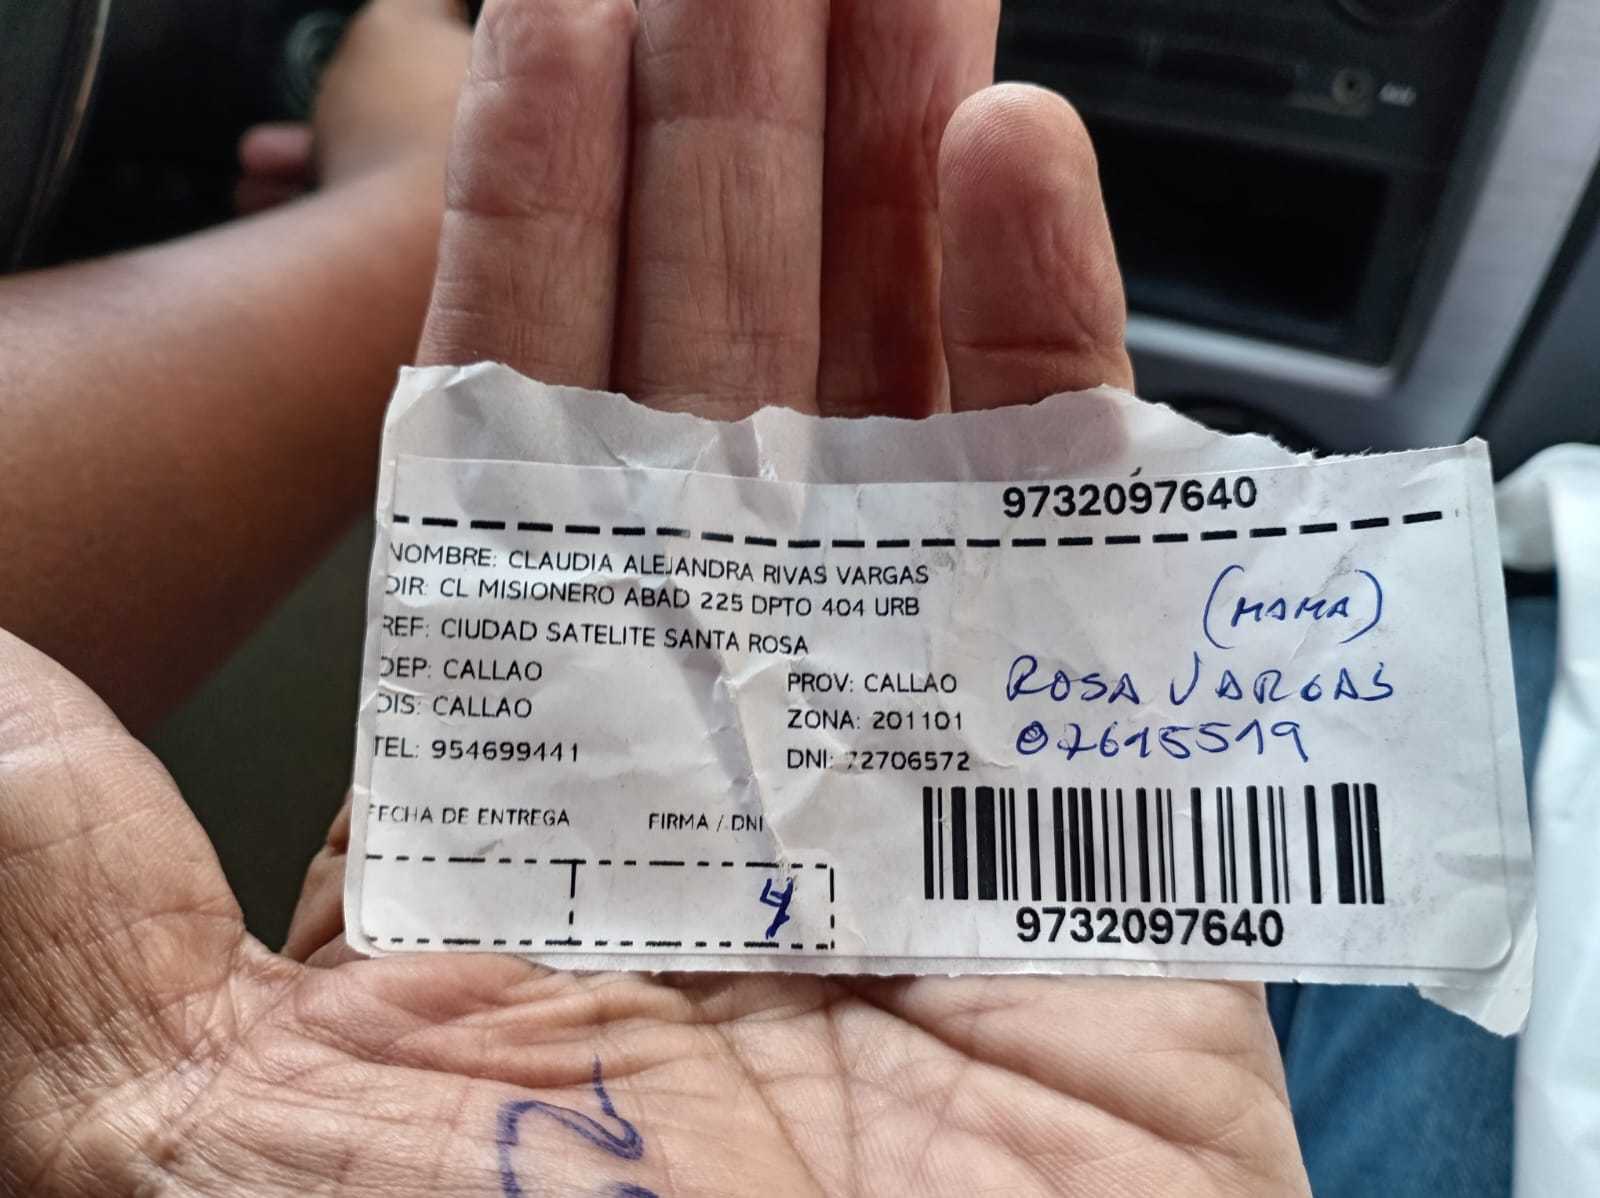 9732097640
NOMBRE: CLAUDIA ALEJANDRA RIVAS VARGAS
DIR: CL MISIONERO ABAD 225 DPTO 404 URB
REF: CIUDAD SATELITE SANTA ROSA
DEP: CALLAO
PROV: CALLAO
DIS: CALLAO
ZONA: 201101
TEL: 954699441
DNI: 72706572
(MAMA)
ROSA VARGAS
07615519
FECHA DE ENTREGA
FIRMA / DNI
4
9732097640